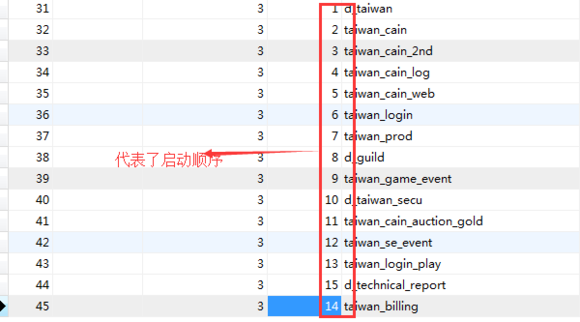 31 3 1 d_taiwan
32 3 2 taiwan_cain
33 3 3 taiwan_cain_2nd
34 3 4 taiwan_cain_log
35 3 5 taiwan_cain_web
36 3 6 taiwan_login
37 3 7 taiwan_prod
38 3 8 d_guild
代表了启动顺序
39 3 9 taiwan_game_event
40 3 10 d_taiwan_secu
41 3 11 taiwan_cain_auction_gold
42 3 12 taiwan_se_event
43 3 13 taiwan_login_play
44 3 15 d_technical_report
45 3 14 taiwan_billing